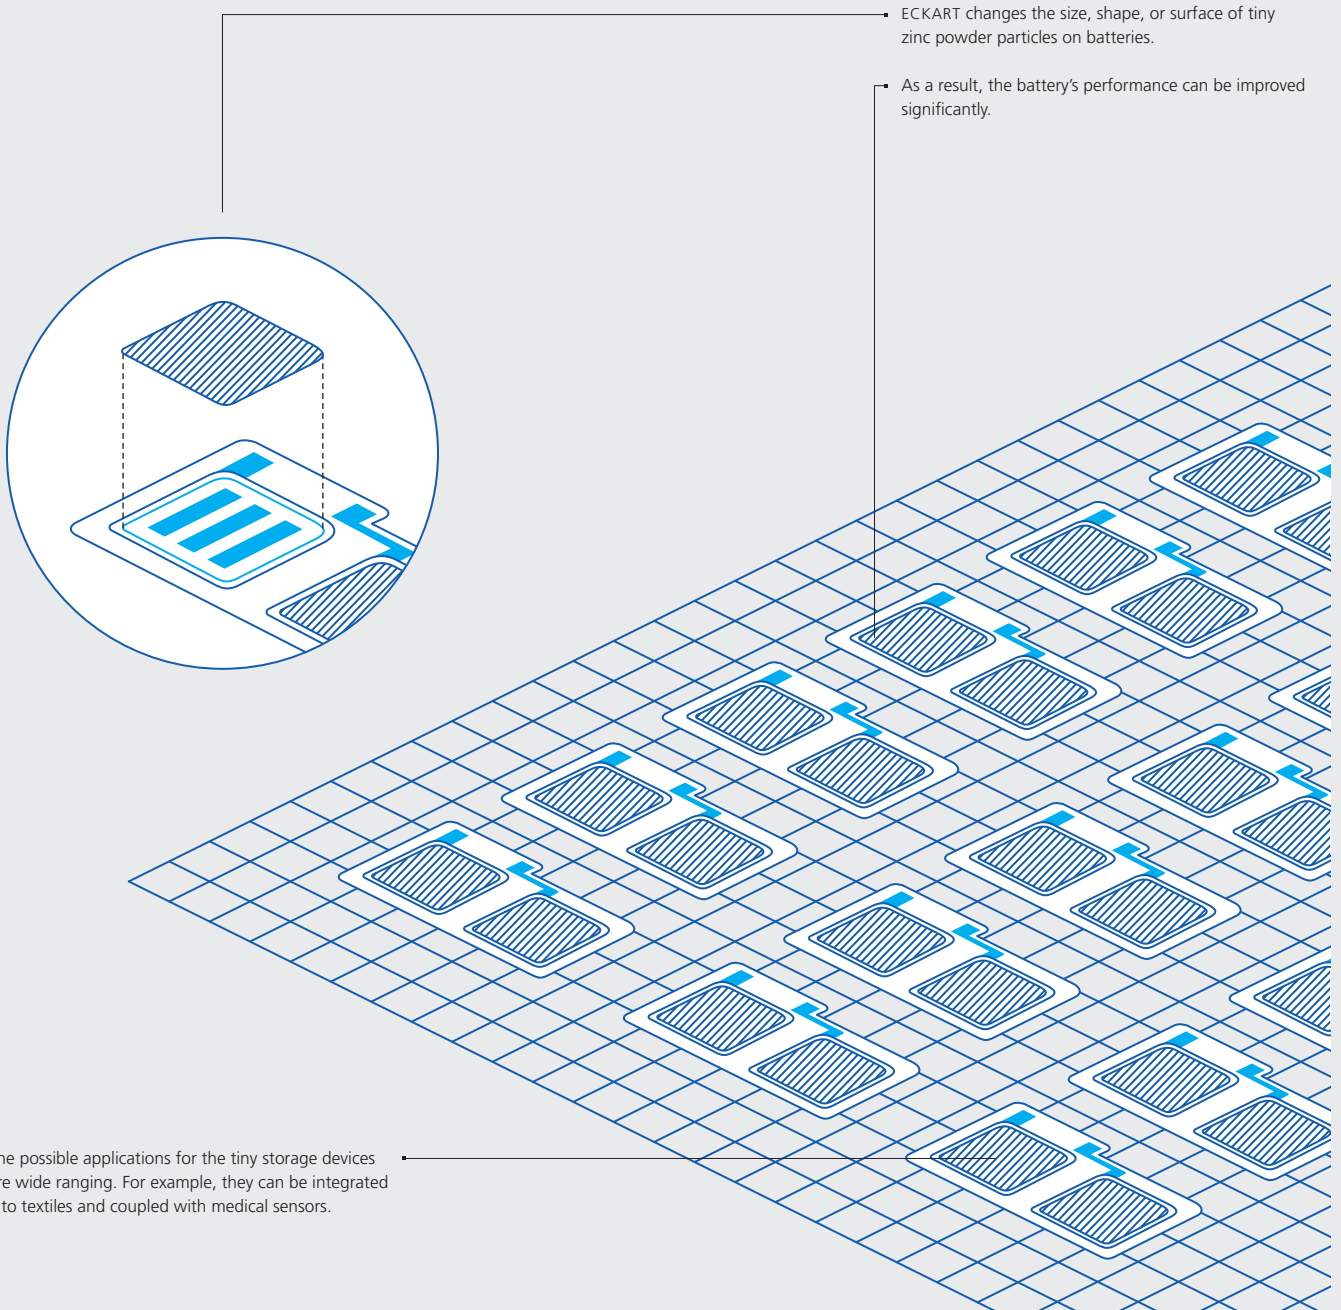 ECKART changes the size, shape, or surface of tiny
zinc powder particles on batteries.
As a result, the battery’s performance can be improved
significantly.
he possible applications for the tiny storage devices
re wide ranging. For example, they can be integrated
to textiles and coupled with medical sensors.